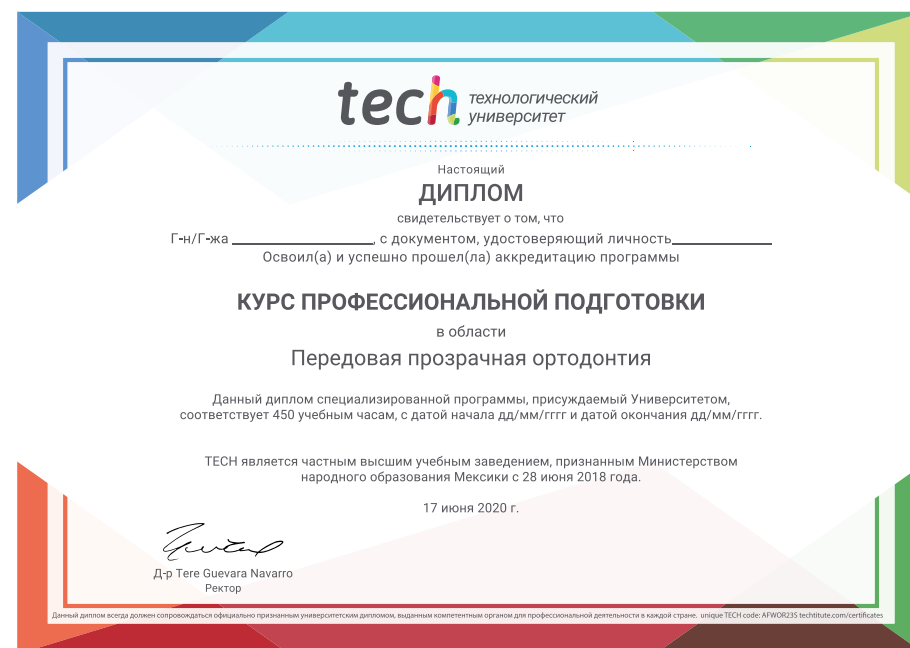 tech технологический
университет
Настоящий
ДИПЛОМ
свидетельствует о том, что
Г-н/Г-жа ____________________, с документом, удостоверяющий личность______________
Освоил(а) и успешно прошел(ла) аккредитацию программы
КУРС ПРОФЕССИОНАЛЬНОЙ ПОДГОТОВКИ
в области
Передовая прозрачная ортодонтия
Данный диплом специализированной программы, присуждаемый Университетом,
соответствует 450 учебным часам, с датой начала дд/мм/гггг и датой окончания дд/мм/гггг.
TECH является частным высшим учебным заведением, признанным Министерством
народного образования Мексики с 28 июня 2018 года.
17 июня 2020 г.
Д-р Tere Guevara Navarro
Ректор
Данный диплом всегда должен сопровождаться официально признанным университетским дипломом, выданным компетентным органом для профессиональной деятельности в каждой стране. unique TECH code: AFWOR23S techtitute.com/certificates